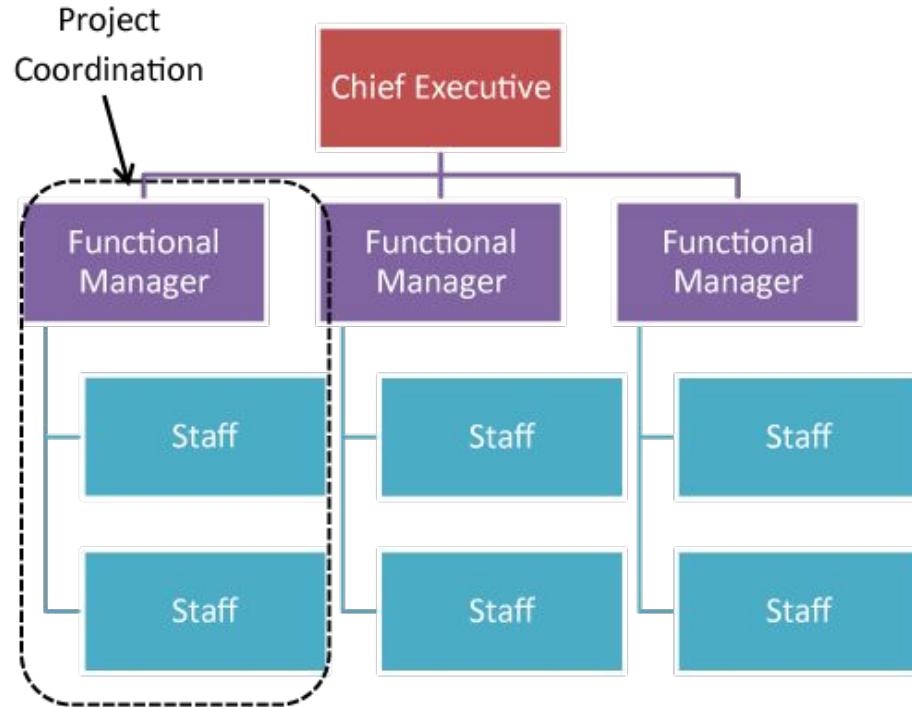 Project
Coordination
Chief Executive
Functional
Manager
Functional
Manager
Functional
Manager
Staff
Staff
Staff
Staff
Staff
Staff